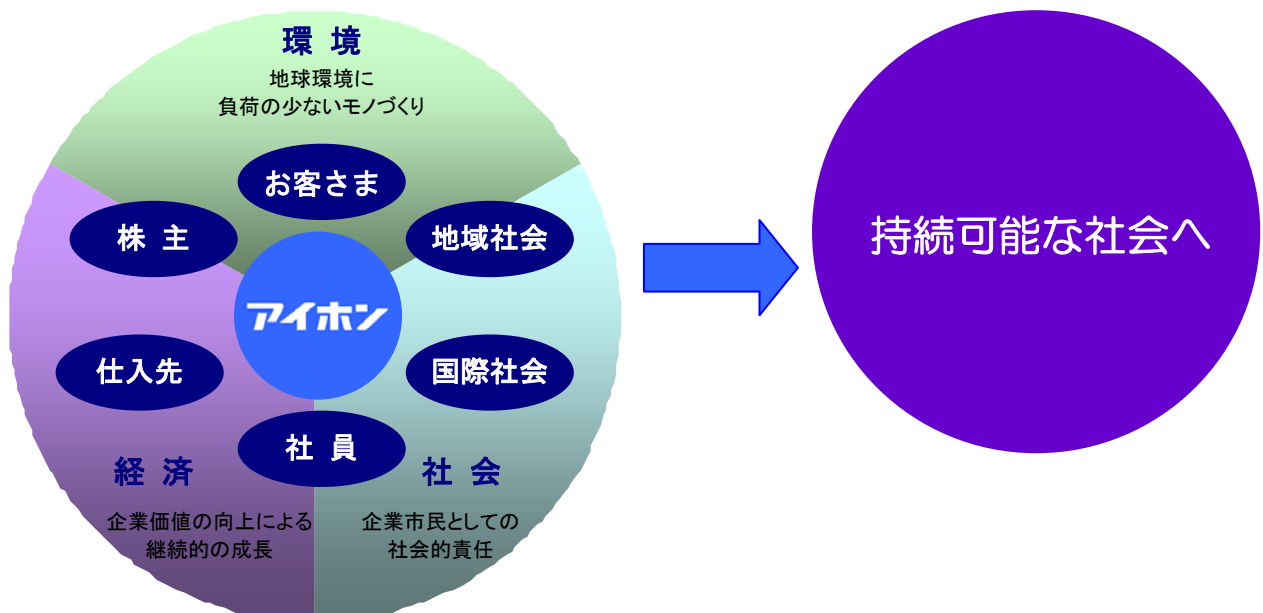 環 境
地球環境に
負荷の少ないモノづくり
お客さま
株 主
地域社会
アイホン
仕入先
国際社会
社 員
経 済
企業価値の向上による
継続的の成長
社 会
企業市民としての
社会的責任
持続可能な社会へ